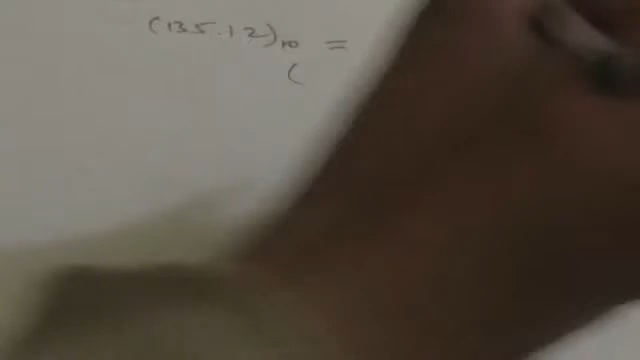 (135.12)₁₀ =
(